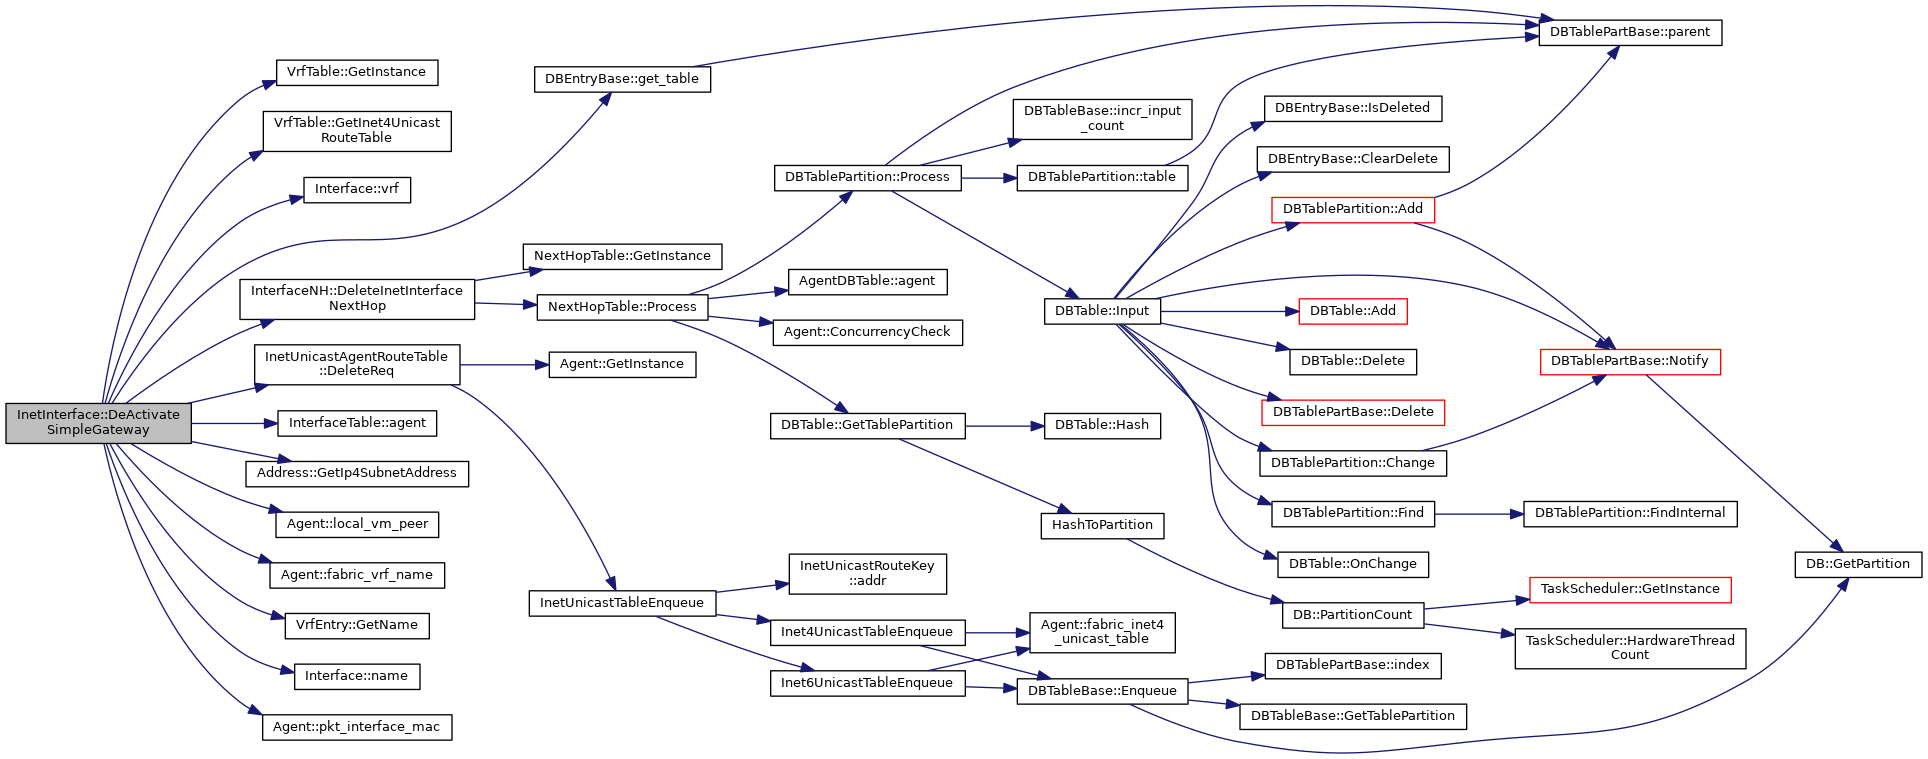 InetInterface::DeActivate
SimpleGateway
VrfTable::GetInstance
VrfTable::GetInet4Unicast
RouteTable
Interface::vrf
InterfaceNH::DeleteInetInterface
NextHop
InetUnicastAgentRouteTable
::DeleteReq
InterfaceTable::agent
Address::GetIp4SubnetAddress
Agent::local_vm_peer
Agent::fabric_vrf_name
VrfEntry::GetName
Interface::name
Agent::pkt_interface_mac
DBEntryBase::get_table
NextHopTable::GetInstance
NextHopTable::Process
Agent::GetInstance
InetUnicastTableEnqueue
DBTablePartition::Process
AgentDBTable::agent
Agent::ConcurrencyCheck
DBTable::GetTablePartition
InetUnicastRouteKey
::addr
Inet4UnicastTableEnqueue
Inet6UnicastTableEnqueue
DBTableBase::incr_input
_count
DBTablePartition::table
DBTable::Input
DBTable::Hash
HashToPartition
Agent::fabric_inet4
_unicast_table
DBTableBase::Enqueue
DBEntryBase::IsDeleted
DBEntryBase::ClearDelete
DBTablePartition::Add
DBTable::Add
DBTable::Delete
DBTablePartBase::Delete
DBTablePartition::Change
DBTablePartition::Find
DBTable::OnChange
DB::PartitionCount
DBTablePartBase::index
DBTableBase::GetTablePartition
DBTablePartBase::parent
DBTablePartBase::Notify
DBTablePartition::FindInternal
TaskScheduler::GetInstance
TaskScheduler::HardwareThread
Count
DB::GetPartition